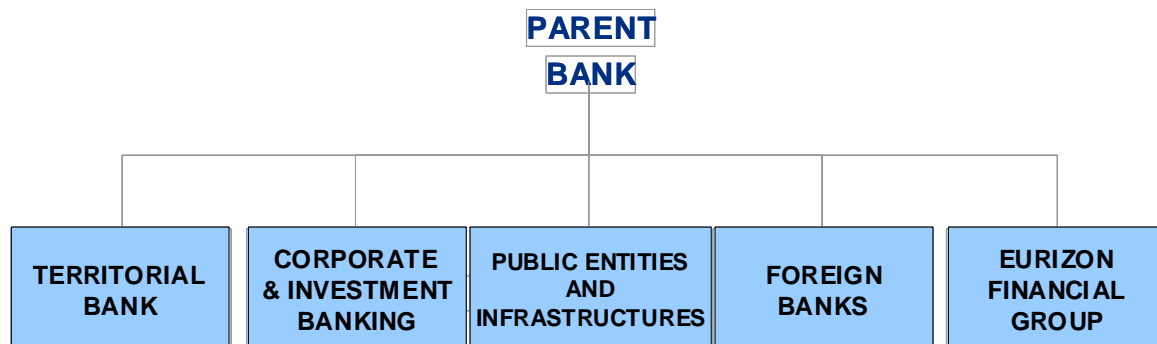 PARENT
BANK
TERRITORIAL
BANK
CORPORATE
& INVESTMENT
BANKING
PUBLIC ENTITIES
AND
INFRASTRUCTURES
FOREIGN
BANKS
EURIZON
FINANCIAL
GROUP